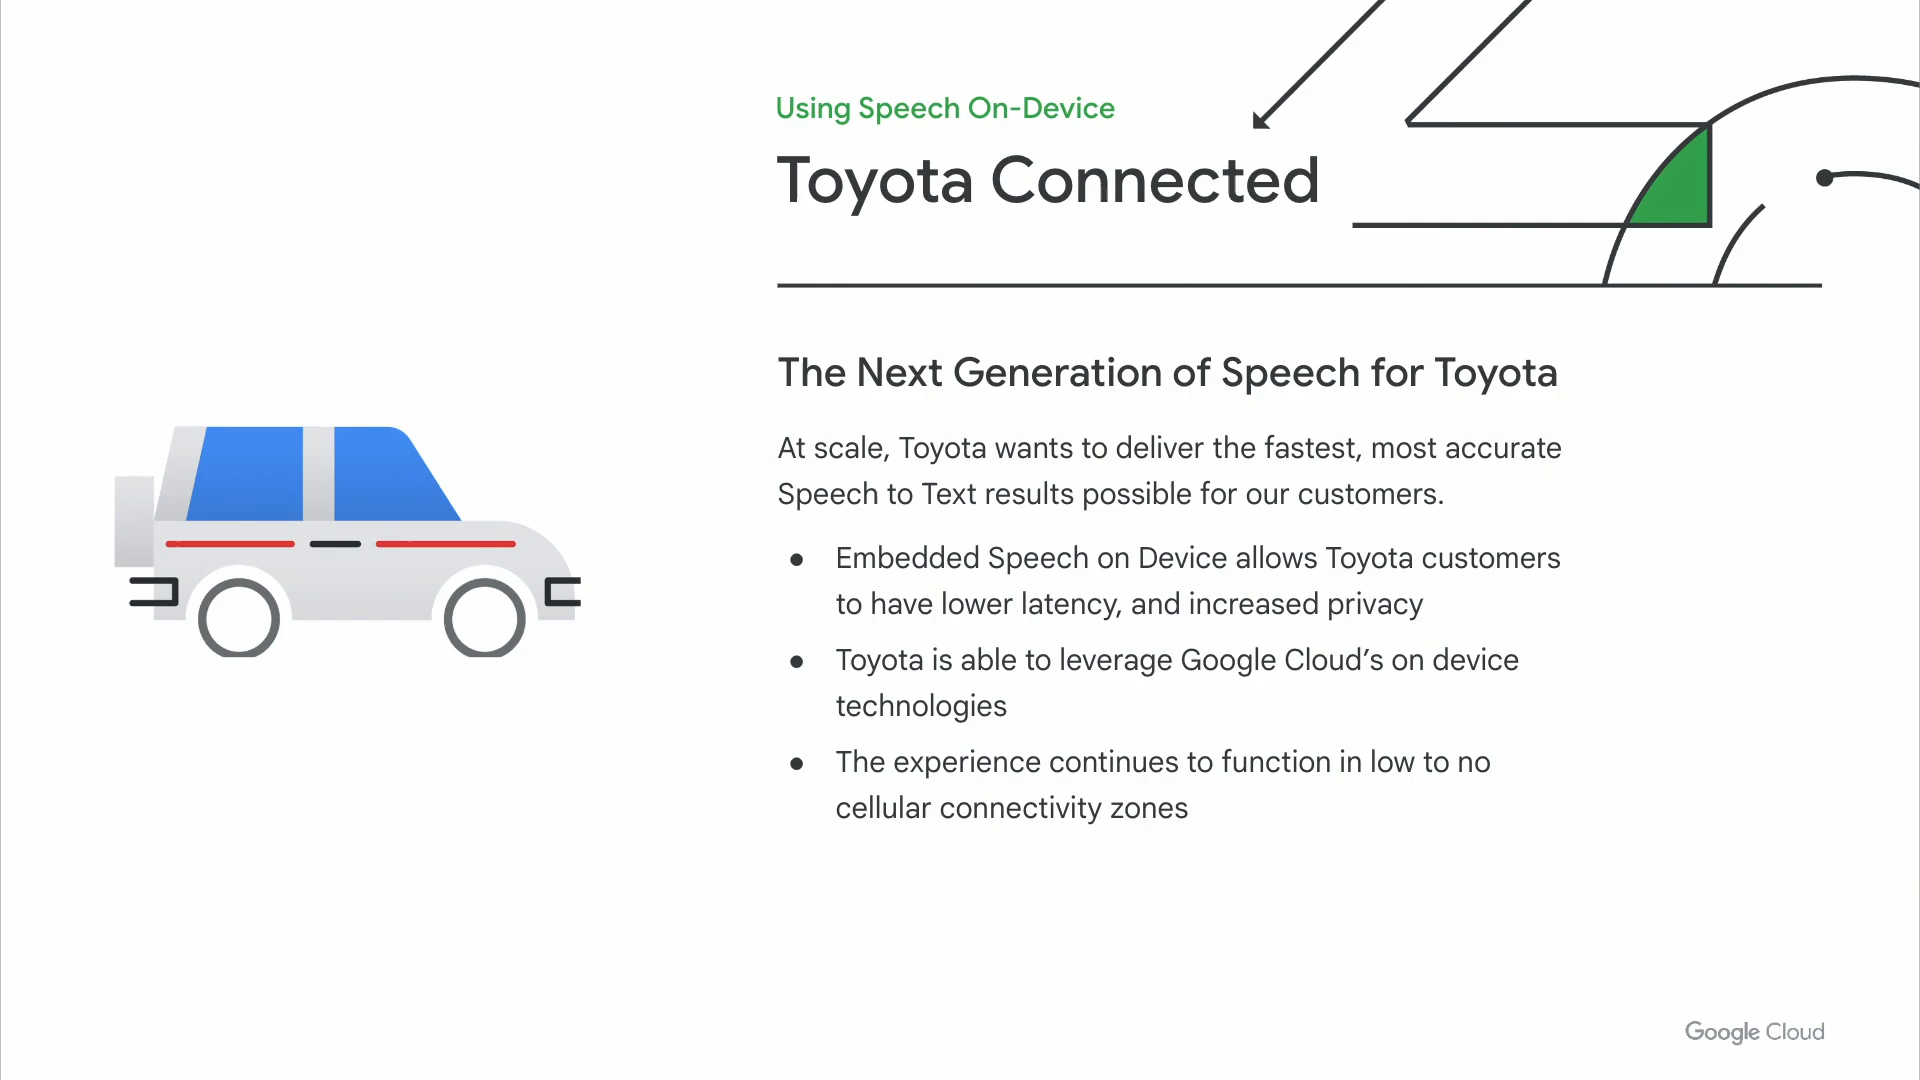 Using Speech On-Device
Toyota Connected
The Next Generation of Speech for Toyota
At scale, Toyota wants to deliver the fastest, most accurate
Speech to Text results possible for our customers.
● Embedded Speech on Device allows Toyota customers
to have lower latency, and increased privacy
● Toyota is able to leverage Google Cloud’s on device
technologies
● The experience continues to function in low to no
cellular connectivity zones
Google Cloud